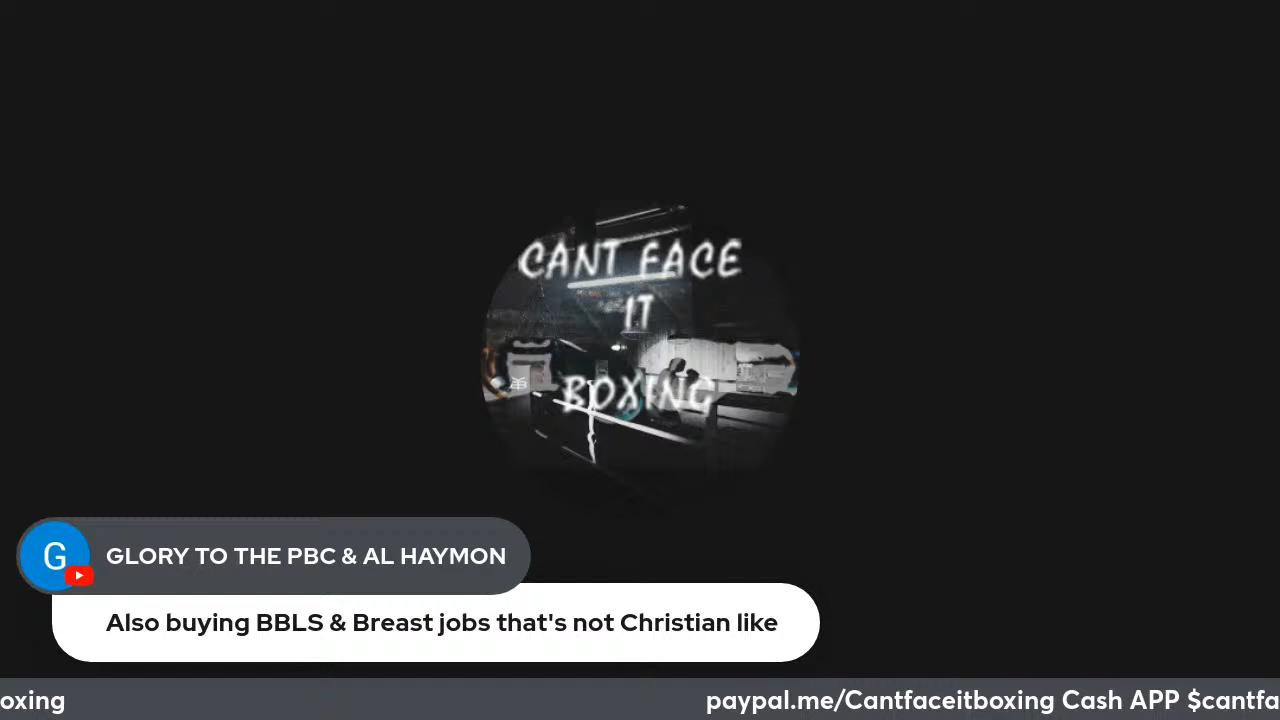 CANT FACE
IT
BOXING
G
GLORY TO THE PBC & AL HAYMON
Also buying BBLS & Breast jobs that's not Christian like
oxing paypal.me/Cantfaceitboxing Cash APP $cantfa